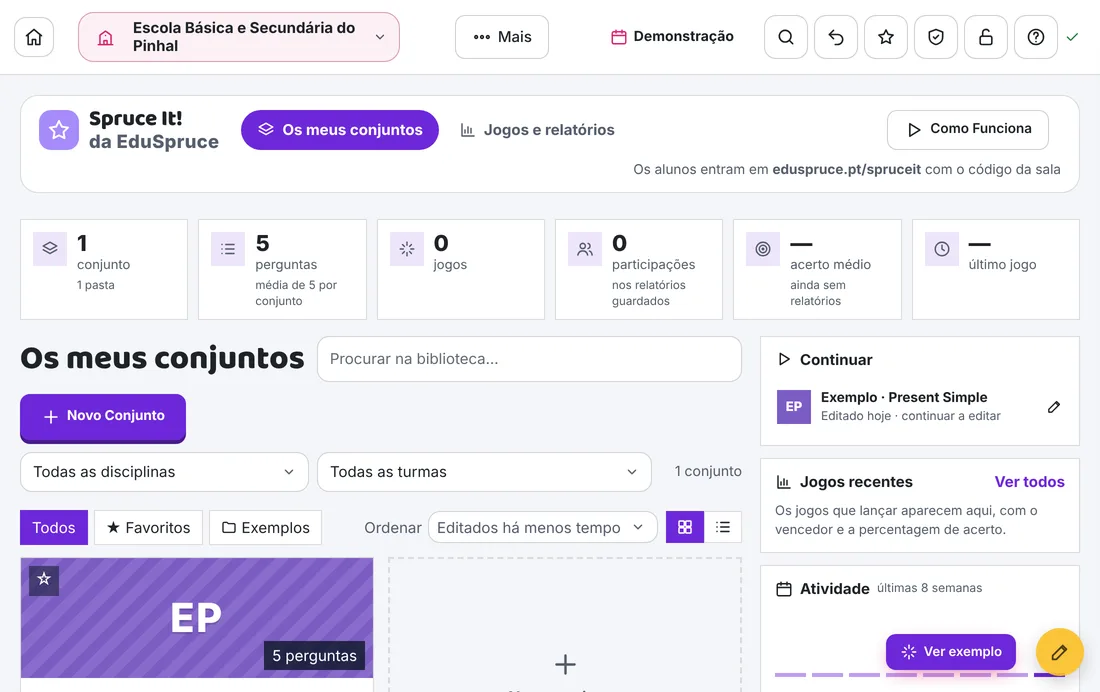 Escola Básica e Secundária do
Pinhal
Mais
Demonstração
Spruce It!
da EduSpruce
Os meus conjuntos
Jogos e relatórios
Como Funciona
Os alunos entram em eduspruce.pt/spruceit com o código da sala
1
conjunto
1 pasta
5
perguntas
média de 5 por
conjunto
0
jogos
0
participações
nos relatórios
guardados
—
acerto médio
ainda sem
relatórios
—
último jogo
Os meus conjuntos
Procurar na biblioteca...
Novo Conjunto
Todas as disciplinas
Todas as turmas
1 conjunto
Todos
★ Favoritos
Exemplos
Ordenar
Editados há menos tempo
EP
5 perguntas
Continuar
EP
Exemplo · Present Simple
Editado hoje · continuar a editar
Jogos recentes
Ver todos
Os jogos que lançar aparecem aqui, com o
vencedor e a percentagem de acerto.
Atividade
últimas 8 semanas
Ver exemplo